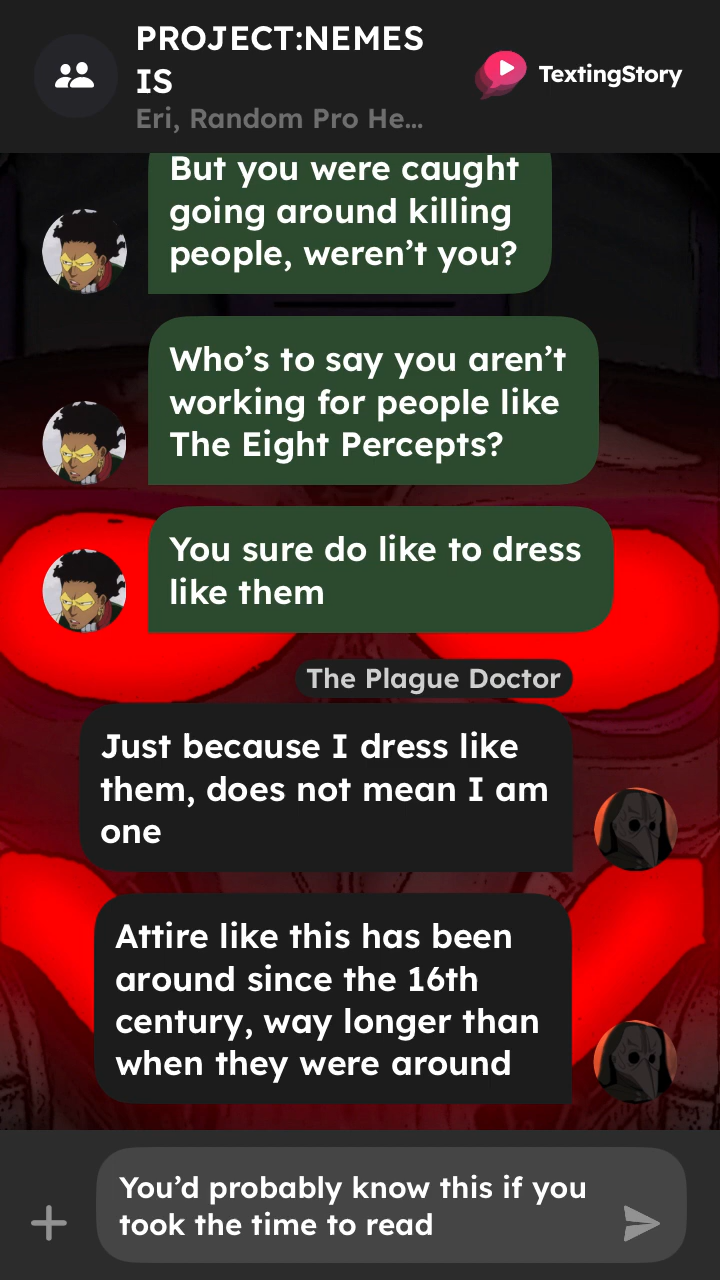 PROJECT:NEMES
IS
Eri, Random Pro He...
TextingStory
But you were caught
going around killing
people, weren’t you?
Who’s to say you aren’t
working for people like
The Eight Percepts?
You sure do like to dress
like them
The Plague Doctor
Just because I dress like
them, does not mean I am
one
Attire like this has been
around since the 16th
century, way longer than
when they were around
You’d probably know this if you
took the time to read